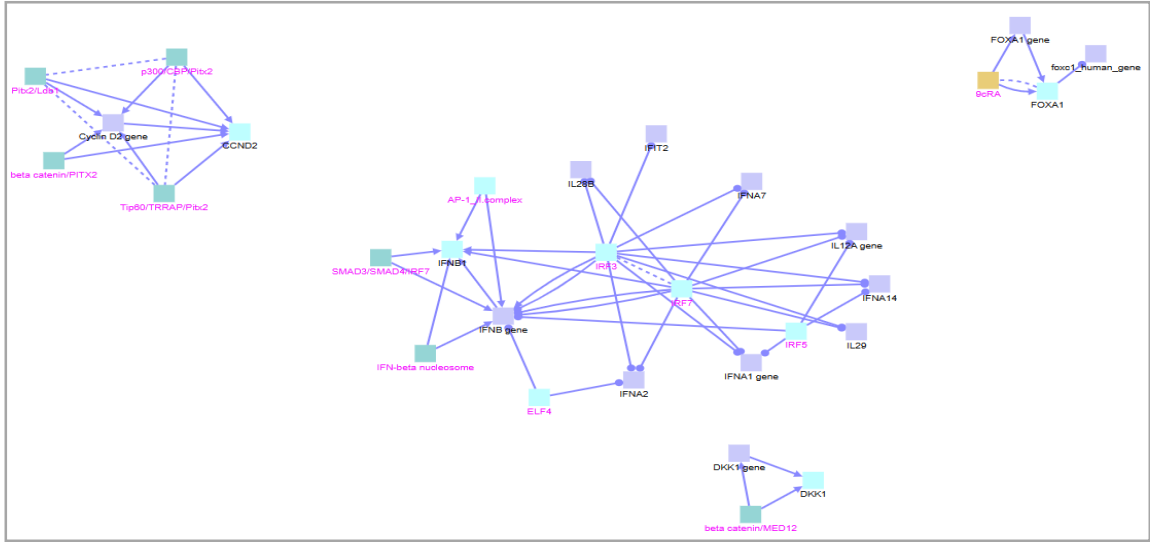 FOXA1 gene
foxc1_human_gene
9cRA
FOXA1
p300/CBP/Pitx2
Pitx2/Lda1
Cyclin D2 gene
CCND2
beta catenin/PITX2
Tip60/TRRAP/Pitx2
IFIT2
IL28B
IFNA7
AP-1_II.complex
IL12A gene
IFNB1
IRF3
SMAD3/SMAD4/IRF7
IRF7
IFNA14
IFNB gene
IRF5
IL29
IFN-beta nucleosome
IFNA1 gene
IFNA2
ELF4
DKK1 gene
DKK1
beta catenin/MED12